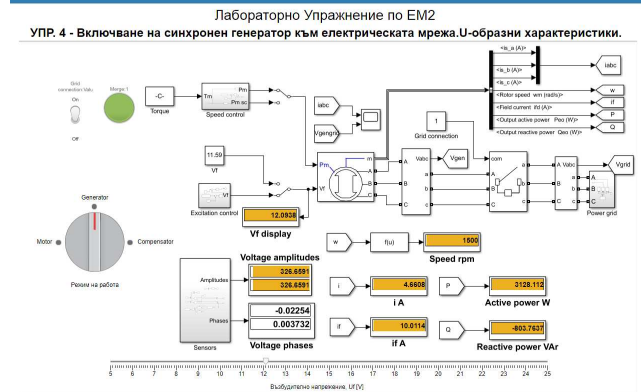 Лабораторно Упражнение по ЕМ2
УПР. 4 - Включване на синхронен генератор към електрическата мрежа.U-образни характеристики.
<Is_a (A)>
<is_b (A)>
<is_c (A)>
iabc
<Rotor speed wm (rad/s)>
w
<Field current ifd (A)>
if
<Output active power Peo (W)>
P
<Output reactive power Qeo (W)>
Q
Grid
connection Valu
On
Off
Merge:1
-C-
Torque
Tm
Pm
Pm sc
Speed control
iabc
Vgengrid
1
Grid connection
11.59
Vf
Vf
Excitation control
12.0938
Vf display
Pm
Vf
m
A
B
C
A
B
C
Vabc
a
b
c
Vgen
com
A
B
C
a
b
c
A
B
C
Vabc
a
b
c
Vgrid
A
B
C
Power grid
Generator
Motor
Compensator
Режим на работа
w
f(u)
1500
Speed rpm
Voltage amplitudes
Amplitudes
326.6591
326.6591
Phases
-0.02254
0.003732
Sensors
Voltage phases
i
4.6608
i A
P
3128.112
Active power W
if
10.0114
if A
Q
-803.7637
Reactive power VAr
5 6 7 8 9 10 11 12 13 14 15 16 17 18 19 20 21 22 23 24 25
Възбудително напрежение, Uf [V]